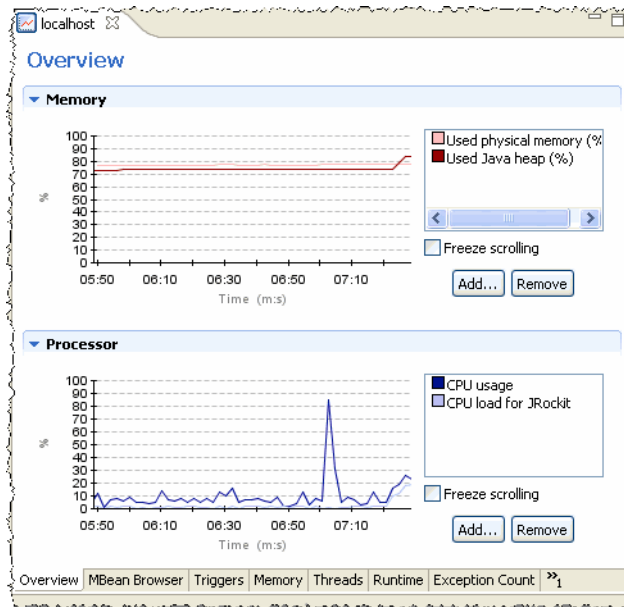 localhost
Overview
Memory
100
90
80
70
60
50
40
30
20
10
0
%
05:50 06:10 06:30 06:50 07:10
Time (m:s)
Used physical memory (%
Used Java heap (%)
Freeze scrolling
Add... Remove
Processor
100
90
80
70
60
50
40
30
20
10
0
%
05:50 06:10 06:30 06:50 07:10
Time (m:s)
CPU usage
CPU load for JRockit
Freeze scrolling
Add... Remove
Overview MBean Browser Triggers Memory Threads Runtime Exception Count »1